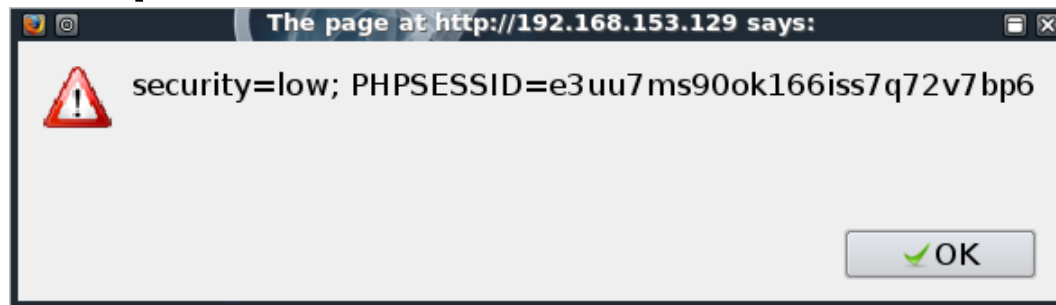 The page at http://192.168.153.129 says:
security=low; PHPSESSID=e3uu7ms90ok166iss7q72v7bp6
OK